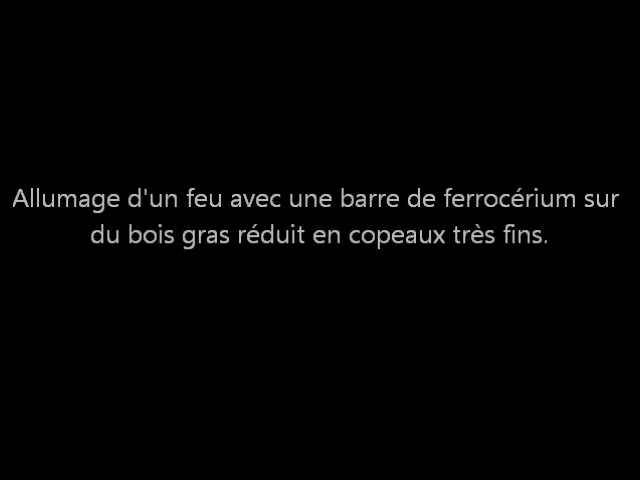 Allumage d'un feu avec une barre de ferrocérium sur
du bois gras réduit en copeaux très fins.